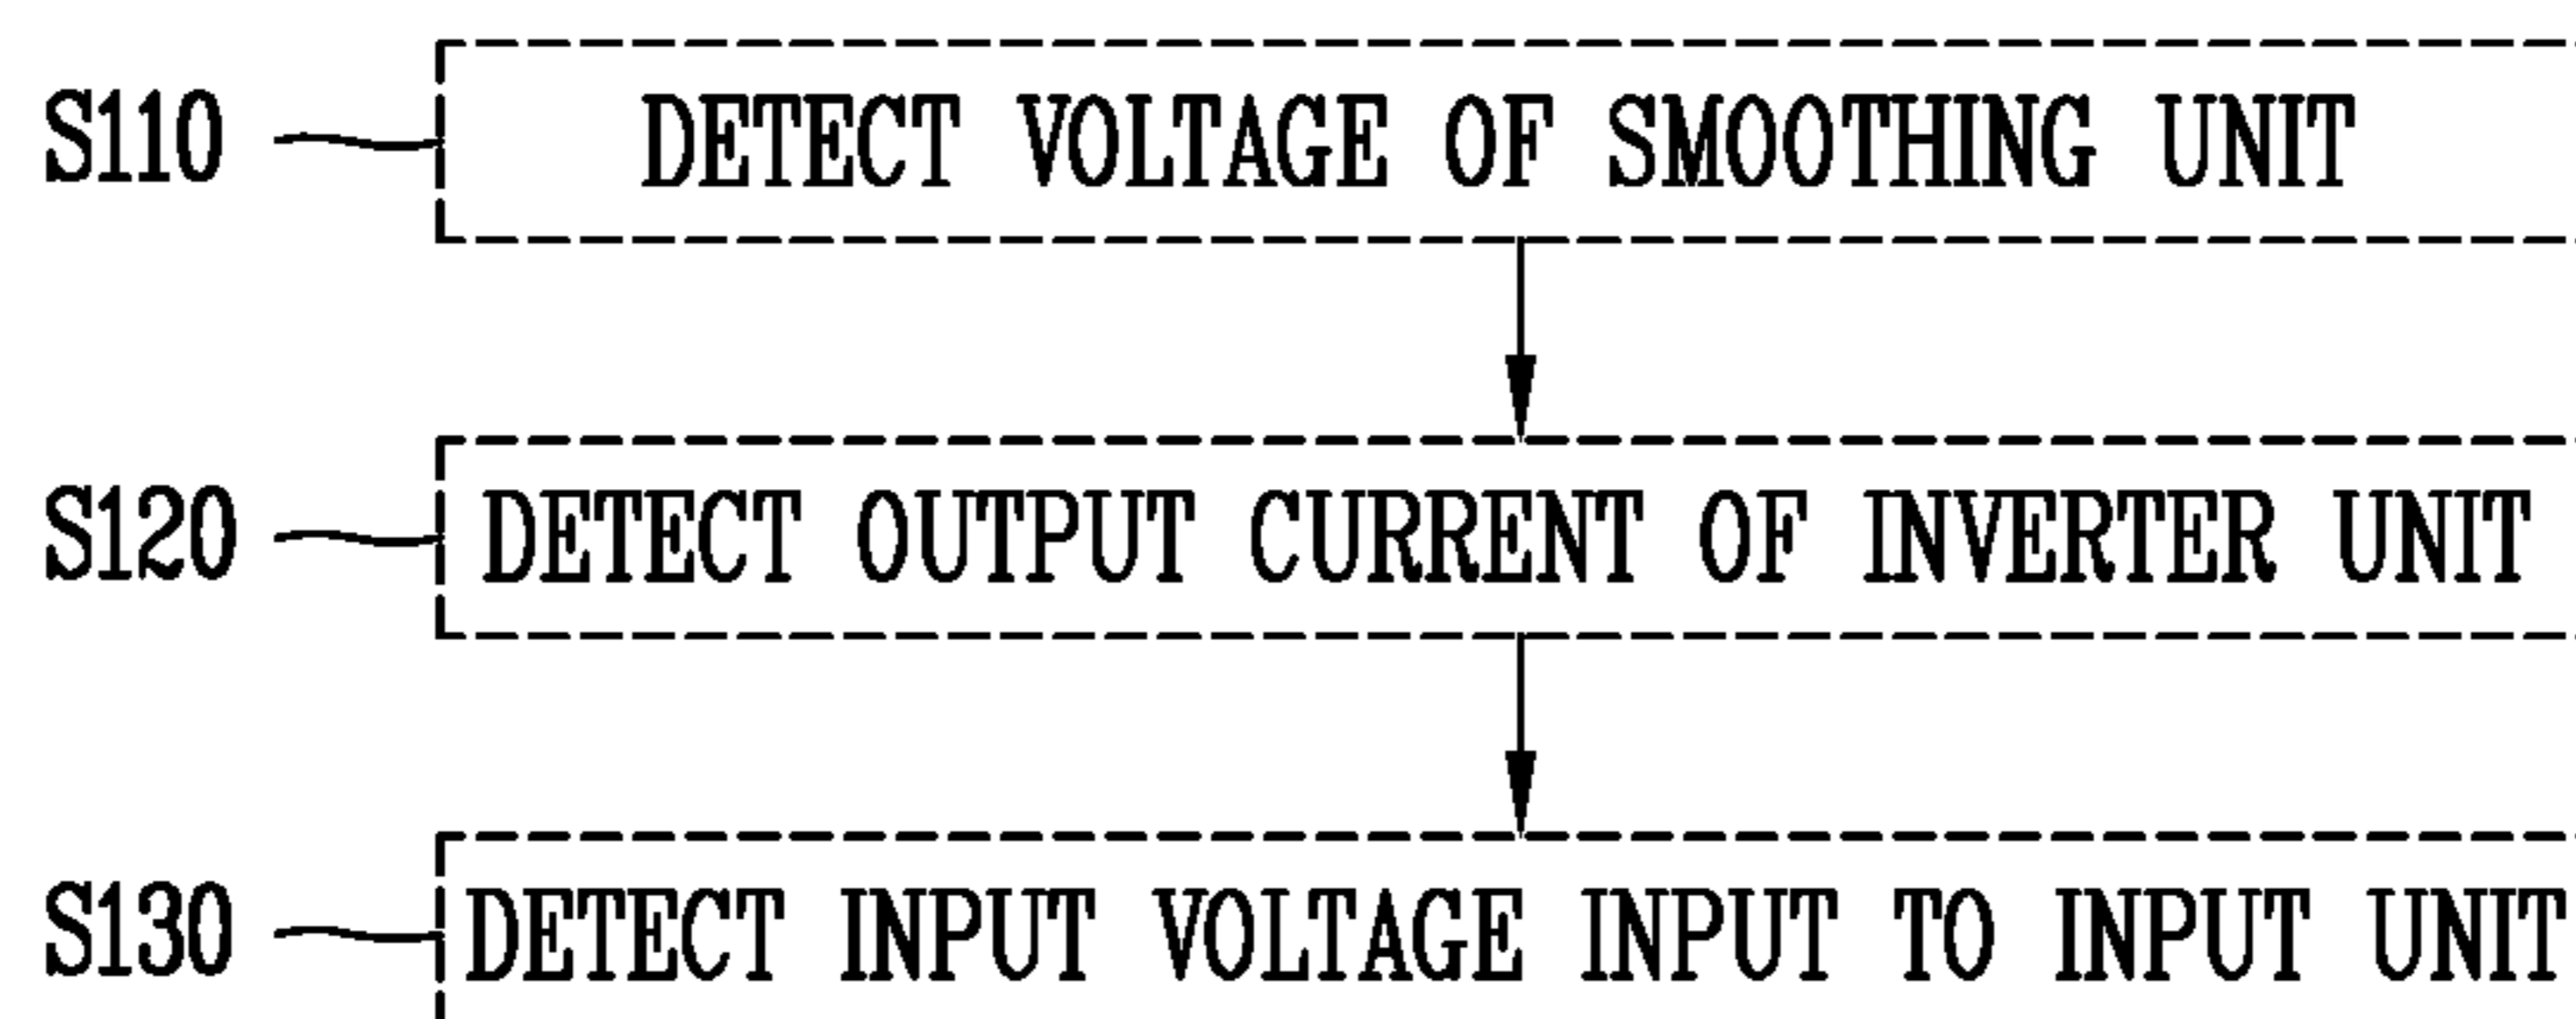 S110 DETECT VOLTAGE OF SMOOTHING UNIT
S120 DETECT OUTPUT CURRENT OF INVERTER UNIT
S130 DETECT INPUT VOLTAGE INPUT TO INPUT UNIT